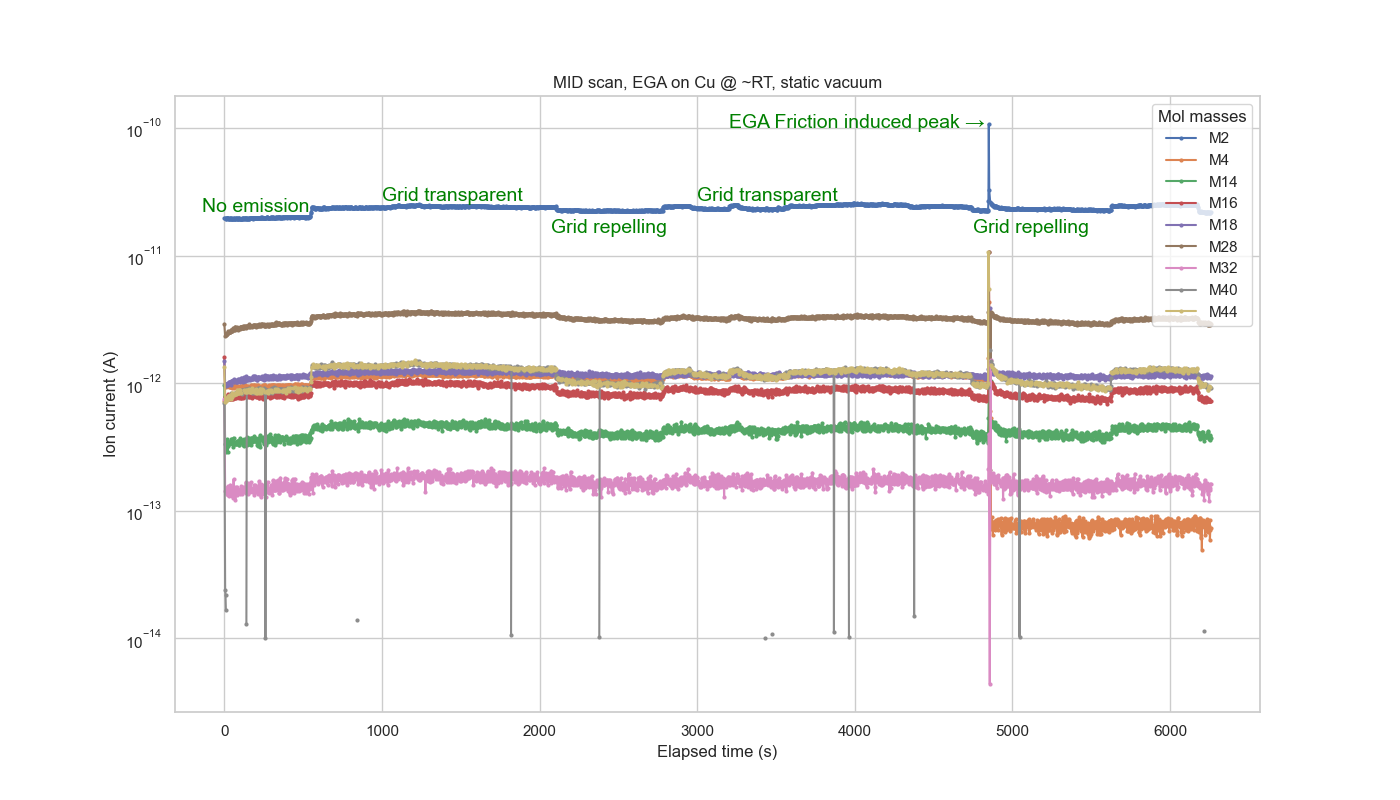 MID scan, EGA on Cu @ ~RT, static vacuum
EGA Friction induced peak →
No emission
Grid transparent
Grid transparent
Grid repelling
Grid repelling
Mol masses
M2
M4
M14
M16
M18
M28
M32
M40
M44
Ion current (A)
10⁻¹⁰
10⁻¹¹
10⁻¹²
10⁻¹³
10⁻¹⁴
0 1000 2000 3000 4000 5000 6000
Elapsed time (s)